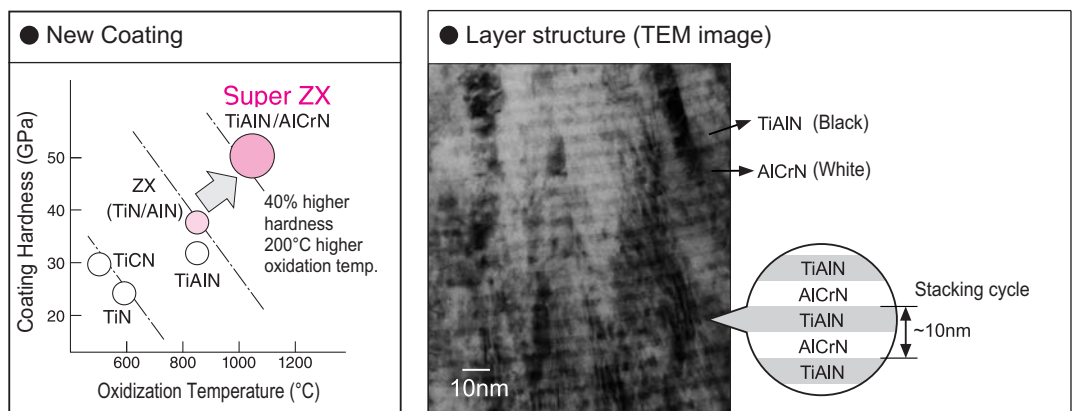 ● New Coating
Super ZX
TiAlN/AlCrN
Coating Hardness (GPa)
50
40
30
20
ZX
(TiN/AlN)
TiCN
TiN
TiAlN
40% higher
hardness
200°C higher
oxidation temp.
600 800 1000 1200
Oxidization Temperature (°C)
● Layer structure (TEM image)
TiAlN (Black)
AlCrN (White)
10nm
TiAlN
AlCrN
TiAlN
AlCrN
TiAlN
Stacking cycle
~10nm